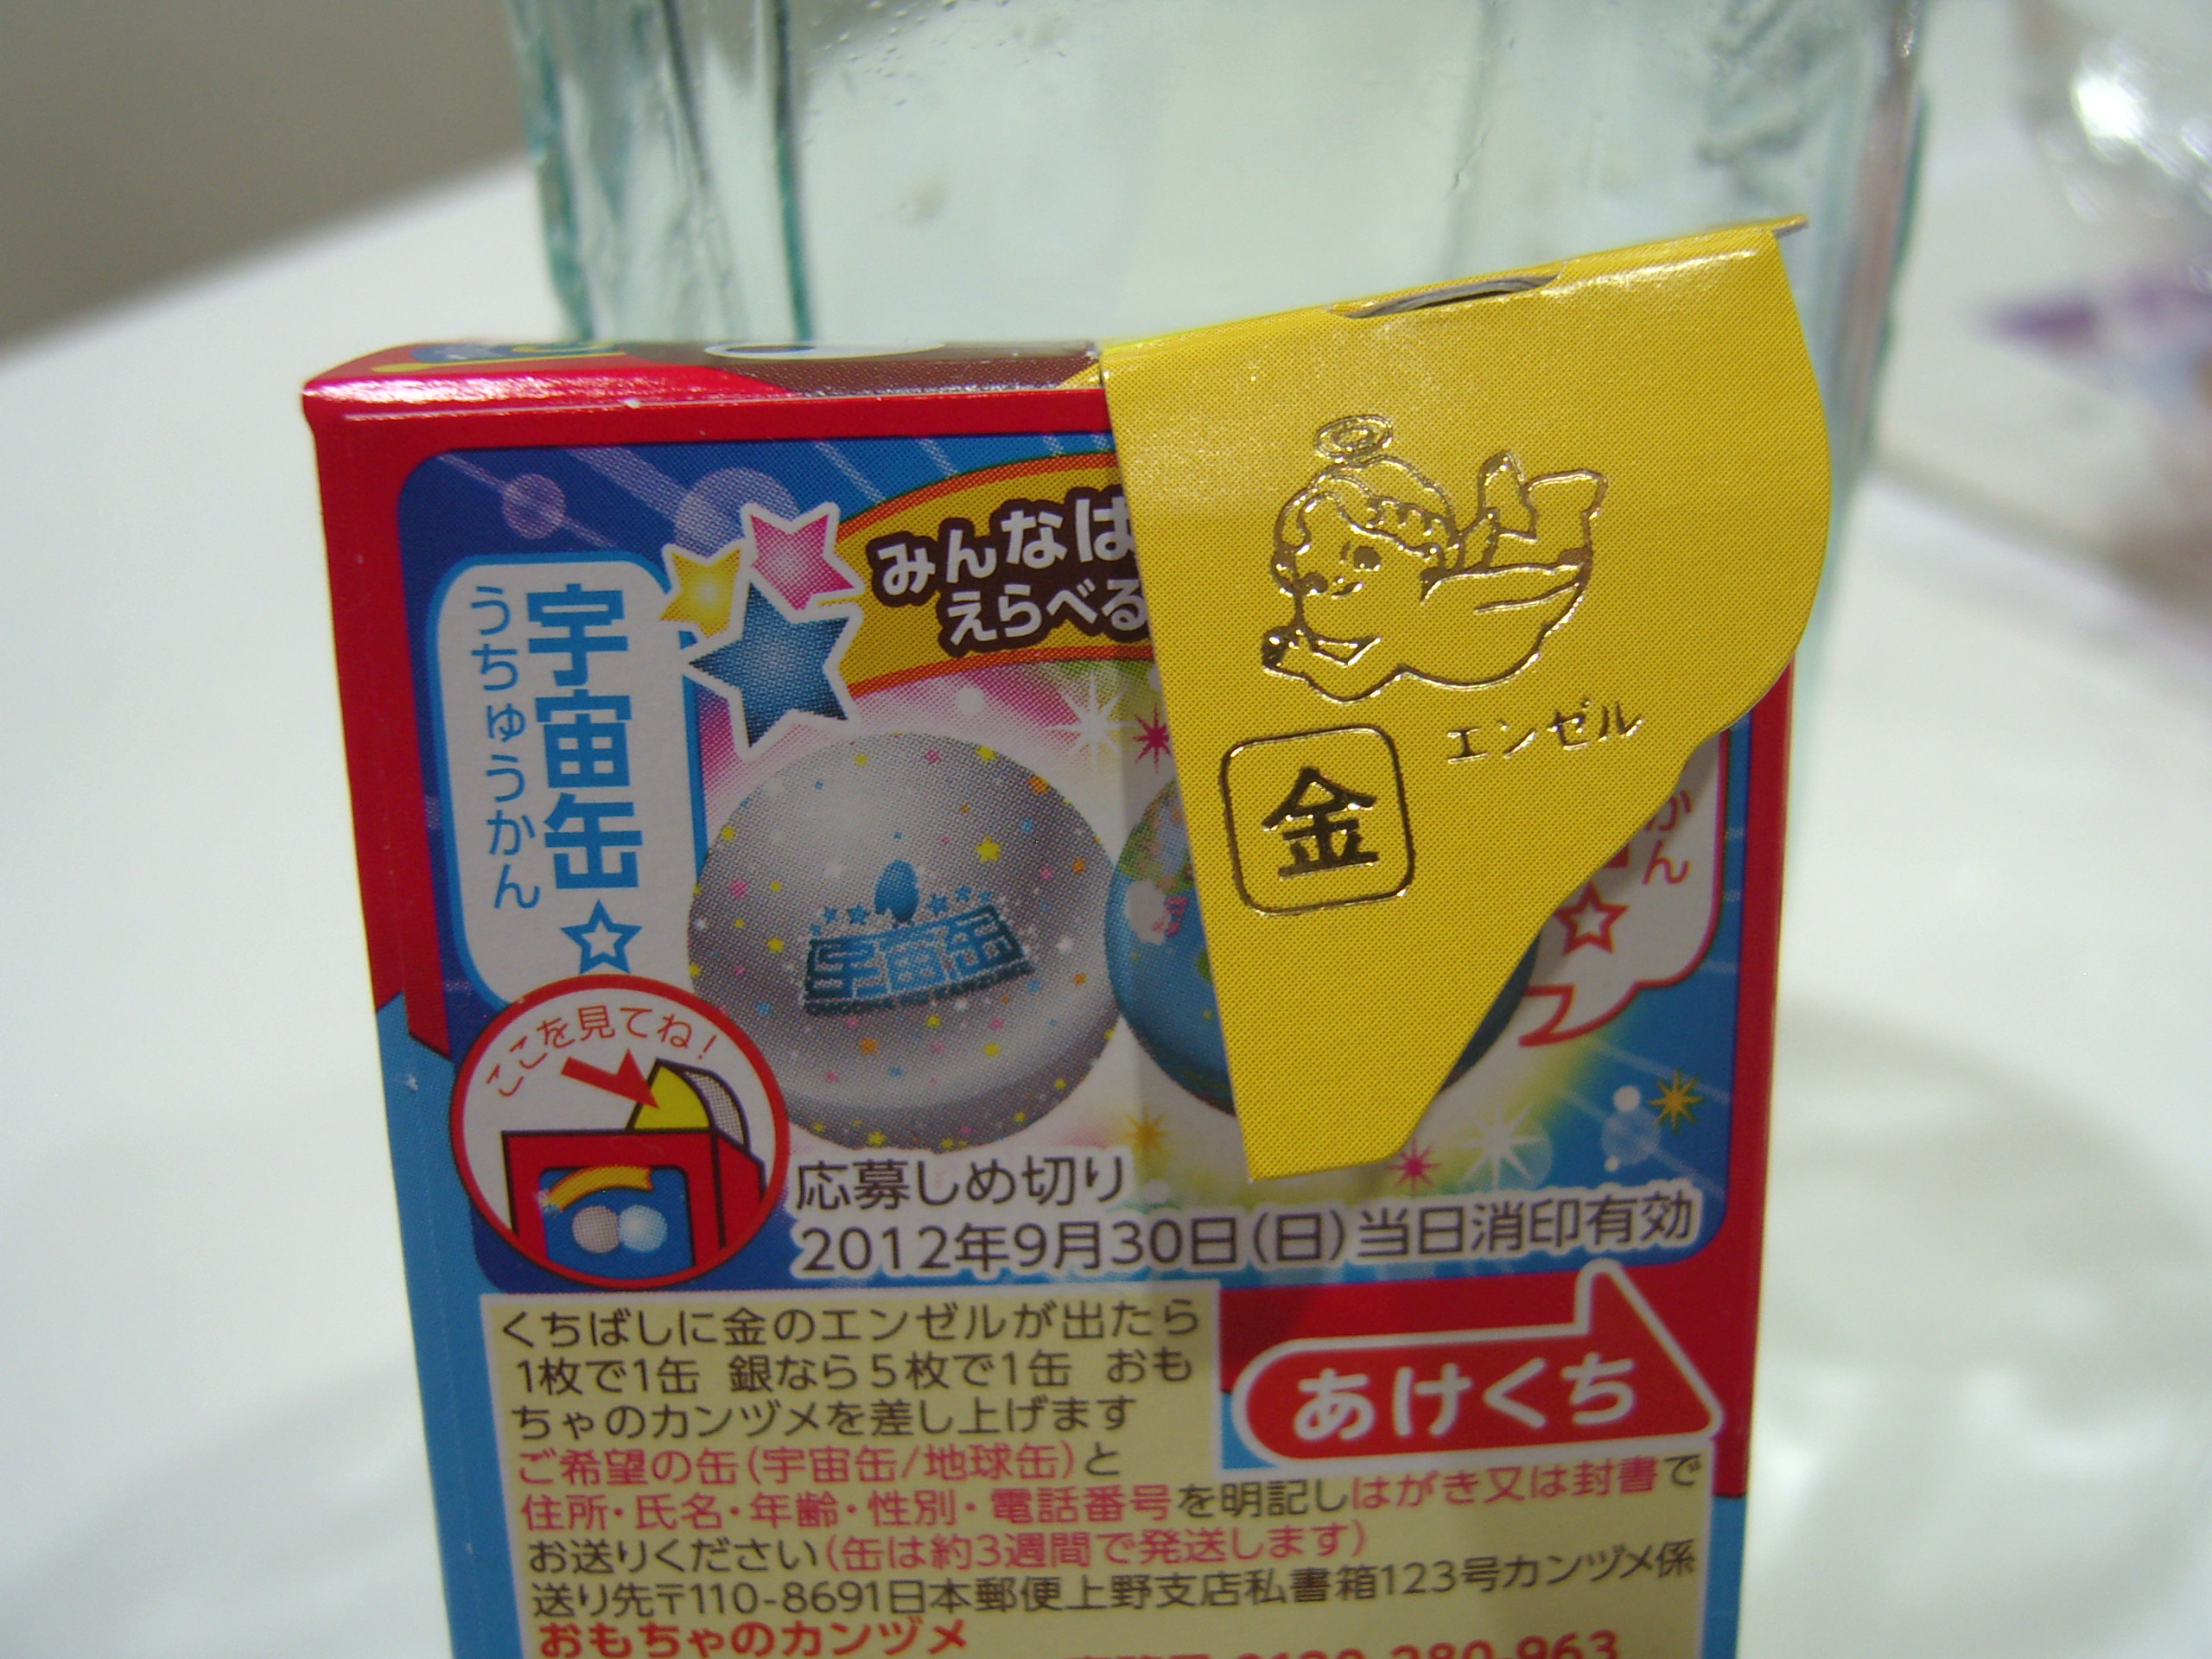 みんなは
えらべる
宇宙缶☆
うちゅうかん
宇宙缶
エンゼル
金
かん
☆
ここを見てね!
応募しめ切り
2012年9月30日(日)当日消印有効
あけくち
くちばしに金のエンゼルが出たら
1枚で1缶 銀なら5枚で1缶 おも
ちゃのカンヅメを差し上げます
ご希望の缶(宇宙缶/地球缶)と
住所・氏名・年齢・性別・電話番号を明記しはがき又は封書で
お送りください(缶は約3週間で発送します)
送り先〒110-8691日本郵便上野支店私書箱123号カンヅメ係
おもちゃのカンヅメ
0120-280-963